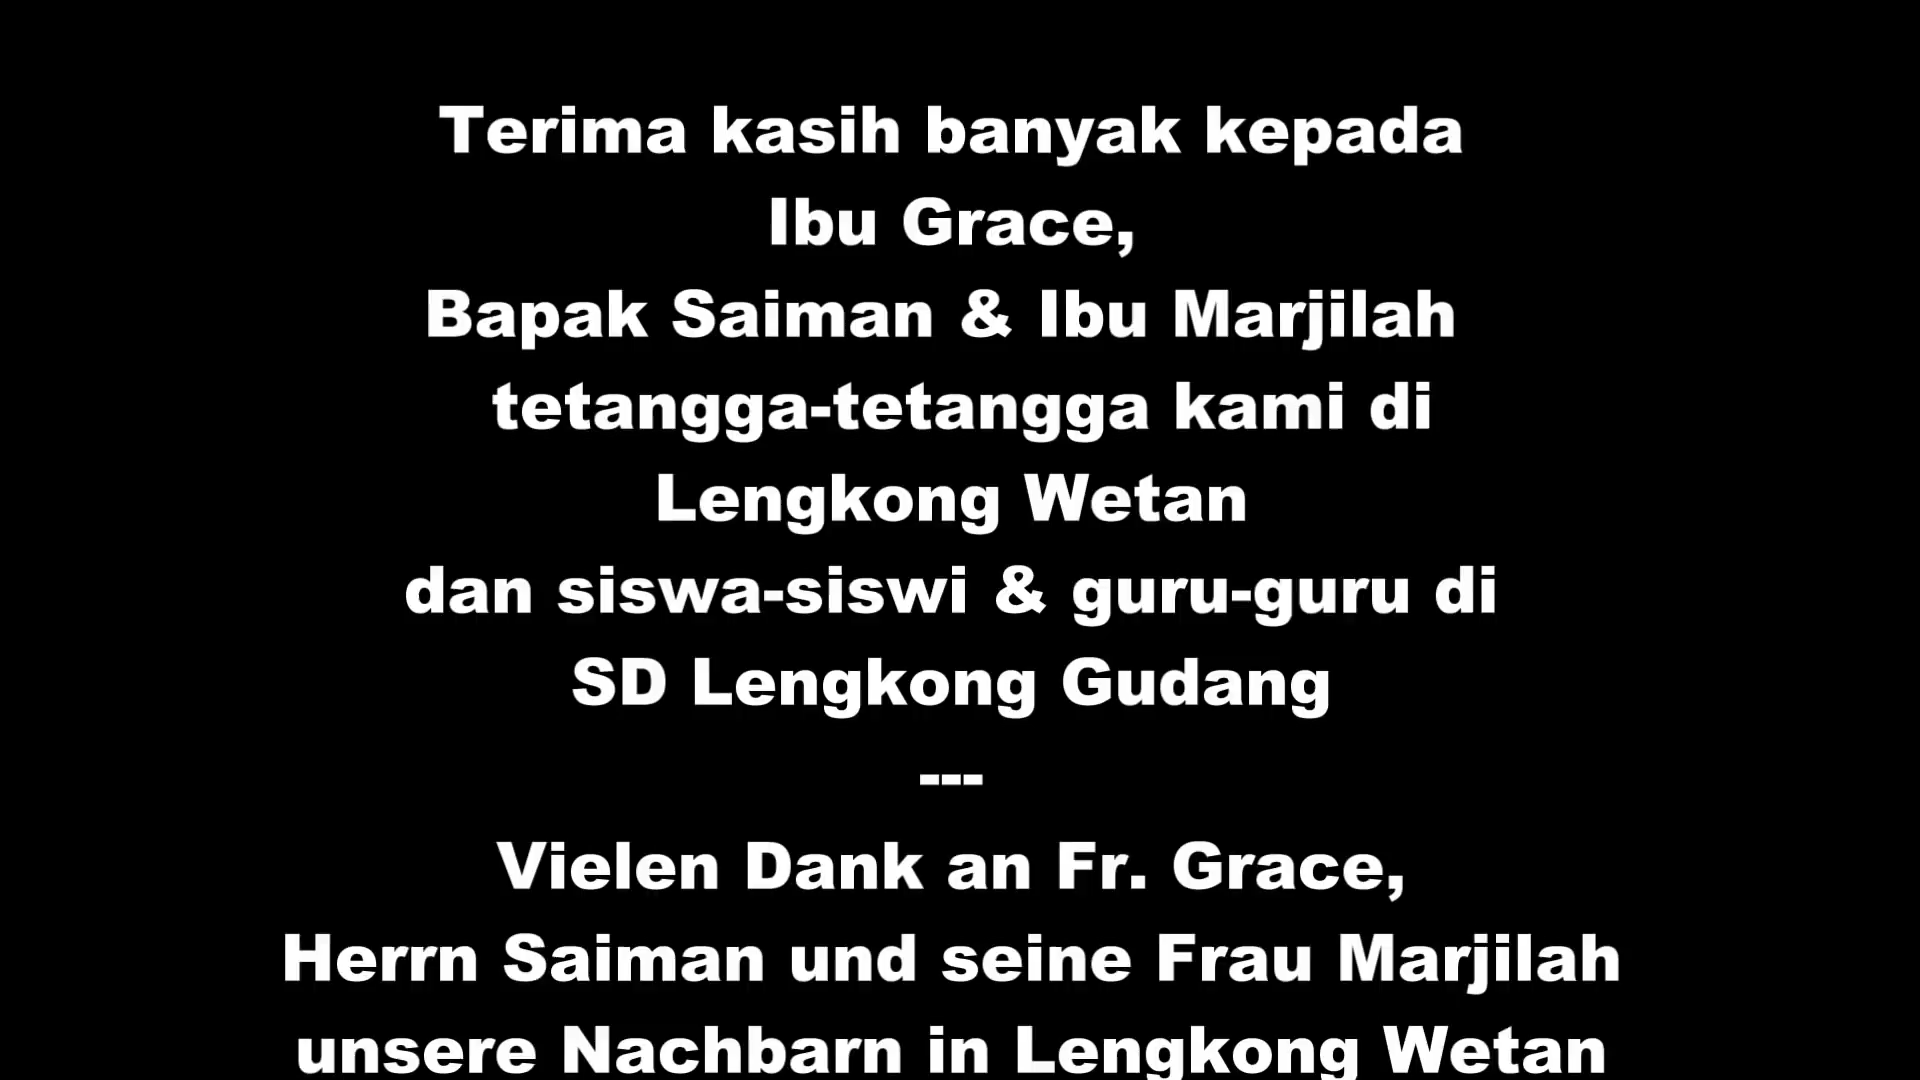 Terima kasih banyak kepada
Ibu Grace,
Bapak Saiman & Ibu Marjilah
tetangga-tetangga kami di
Lengkong Wetan
dan siswa-siswi & guru-guru di
SD Lengkong Gudang
---
Vielen Dank an Fr. Grace,
Herrn Saiman und seine Frau Marjilah
unsere Nachbarn in Lengkong Wetan